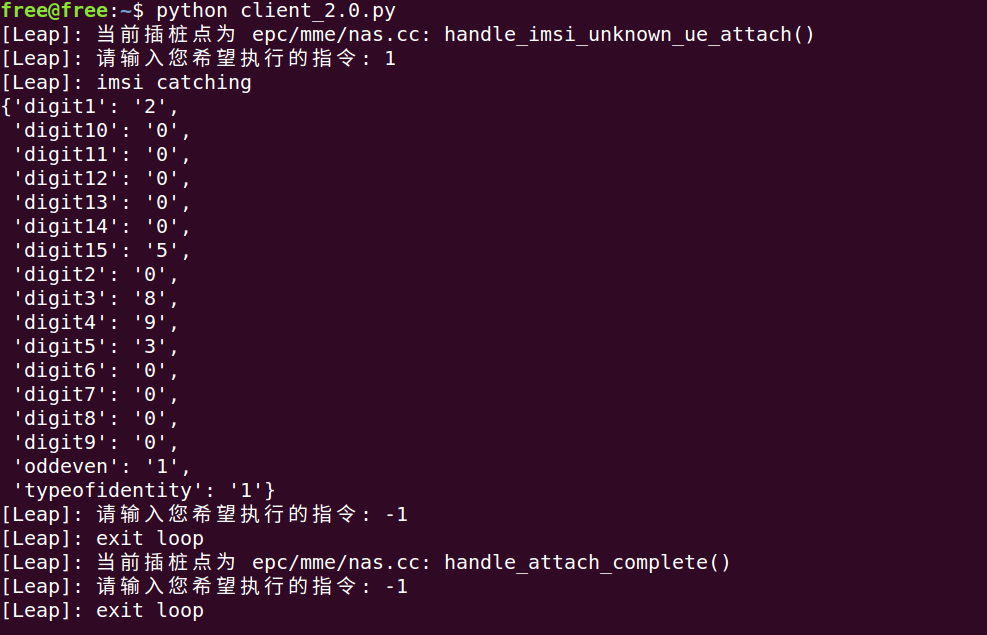 free@free:~$ python client_2.0.py
[Leap]: 当前插桩点为 epc/mme/nas.cc: handle_imsi_unknown_ue_attach()
[Leap]: 请输入您希望执行的指令: 1
[Leap]: imsi catching
{'digit1': '2',
 'digit10': '0',
 'digit11': '0',
 'digit12': '0',
 'digit13': '0',
 'digit14': '0',
 'digit15': '5',
 'digit2': '0',
 'digit3': '8',
 'digit4': '9',
 'digit5': '3',
 'digit6': '0',
 'digit7': '0',
 'digit8': '0',
 'digit9': '0',
 'oddeven': '1',
 'typeofidentity': '1'}
[Leap]: 请输入您希望执行的指令: -1
[Leap]: exit loop
[Leap]: 当前插桩点为 epc/mme/nas.cc: handle_attach_complete()
[Leap]: 请输入您希望执行的指令: -1
[Leap]: exit loop